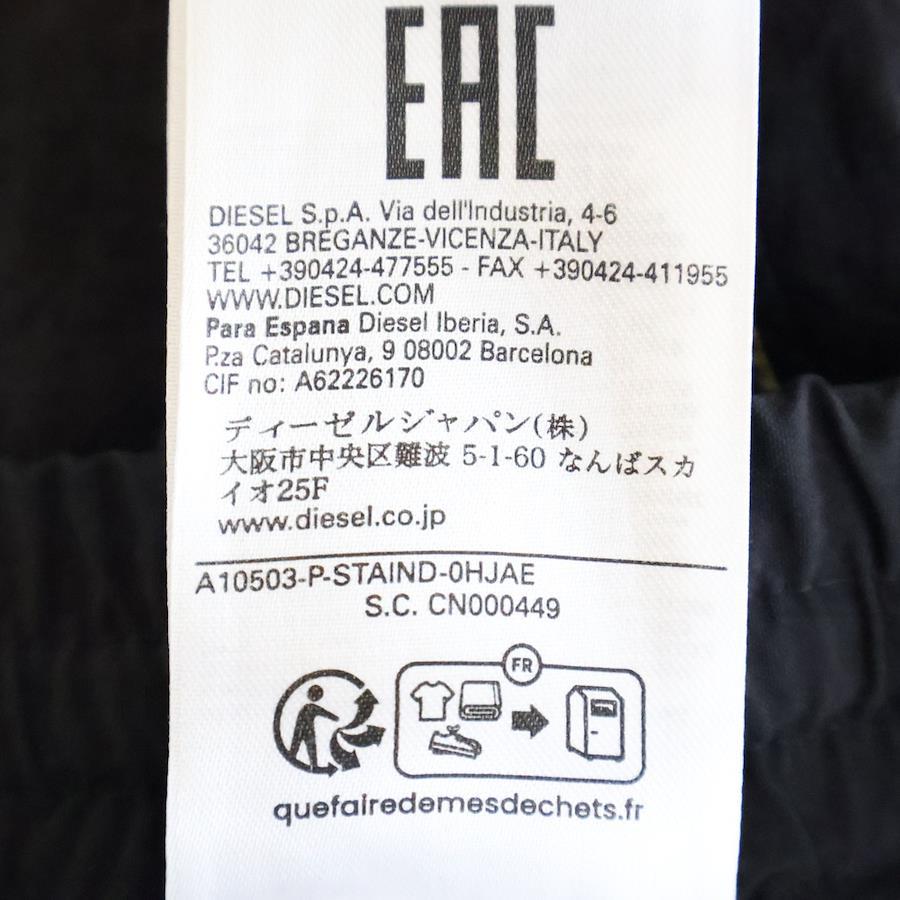 EAC
DIESEL S.p.A. Via dell'Industria, 4-6
36042 BREGANZE-VICENZA-ITALY
TEL +390424-477555 - FAX +390424-411955
WWW.DIESEL.COM
Para Espana Diesel Iberia, S.A.
P.za Catalunya, 9 08002 Barcelona
CIF no: A62226170
ディーゼルジャパン(株)
大阪市中央区難波 5-1-60 なんばスカ
イオ25F
www.diesel.co.jp
A10503-P-STAIND-0HJAE
S.C. CN000449
FR
quefairedemesdechets.fr